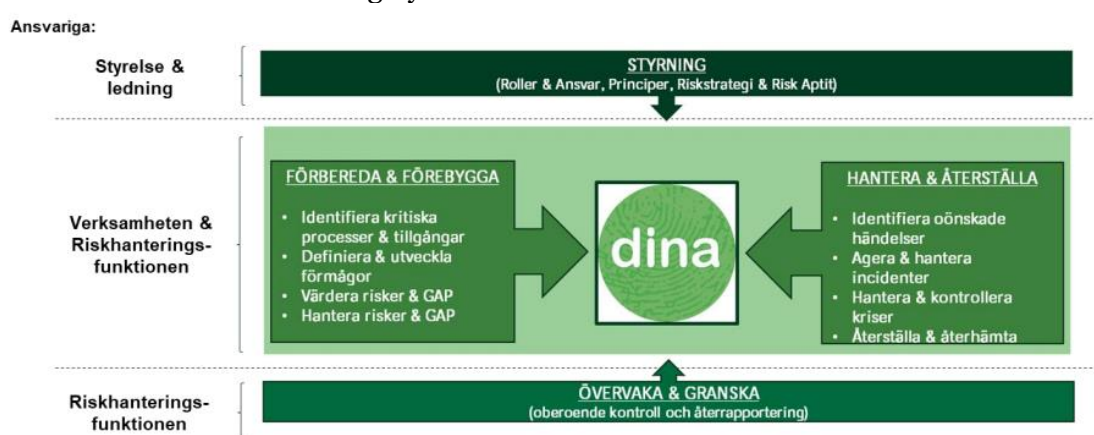 Ansvariga:
Styrelse &
ledning
STYRNING
(Roller & Ansvar, Principer, Riskstrategi & Risk Aptit)
Verksamheten &
Riskhanterings-
funktionen
FÖRBEREDA & FÖREBYGGA
• Identifiera kritiska
processer & tillgångar
• Definiera & utveckla
förmågor
• Värdera risker & GAP
• Hantera risker & GAP
dina
HANTERA & ÅTERSTÄLLA
• Identifiera oönskade
händelser
• Agera & hantera
incidenter
• Hantera & kontrollera
kriser
• Återställa & återhämta
Riskhanterings-
funktionen
ÖVERVAKA & GRANSKA
(oberoende kontroll och återrapportering)